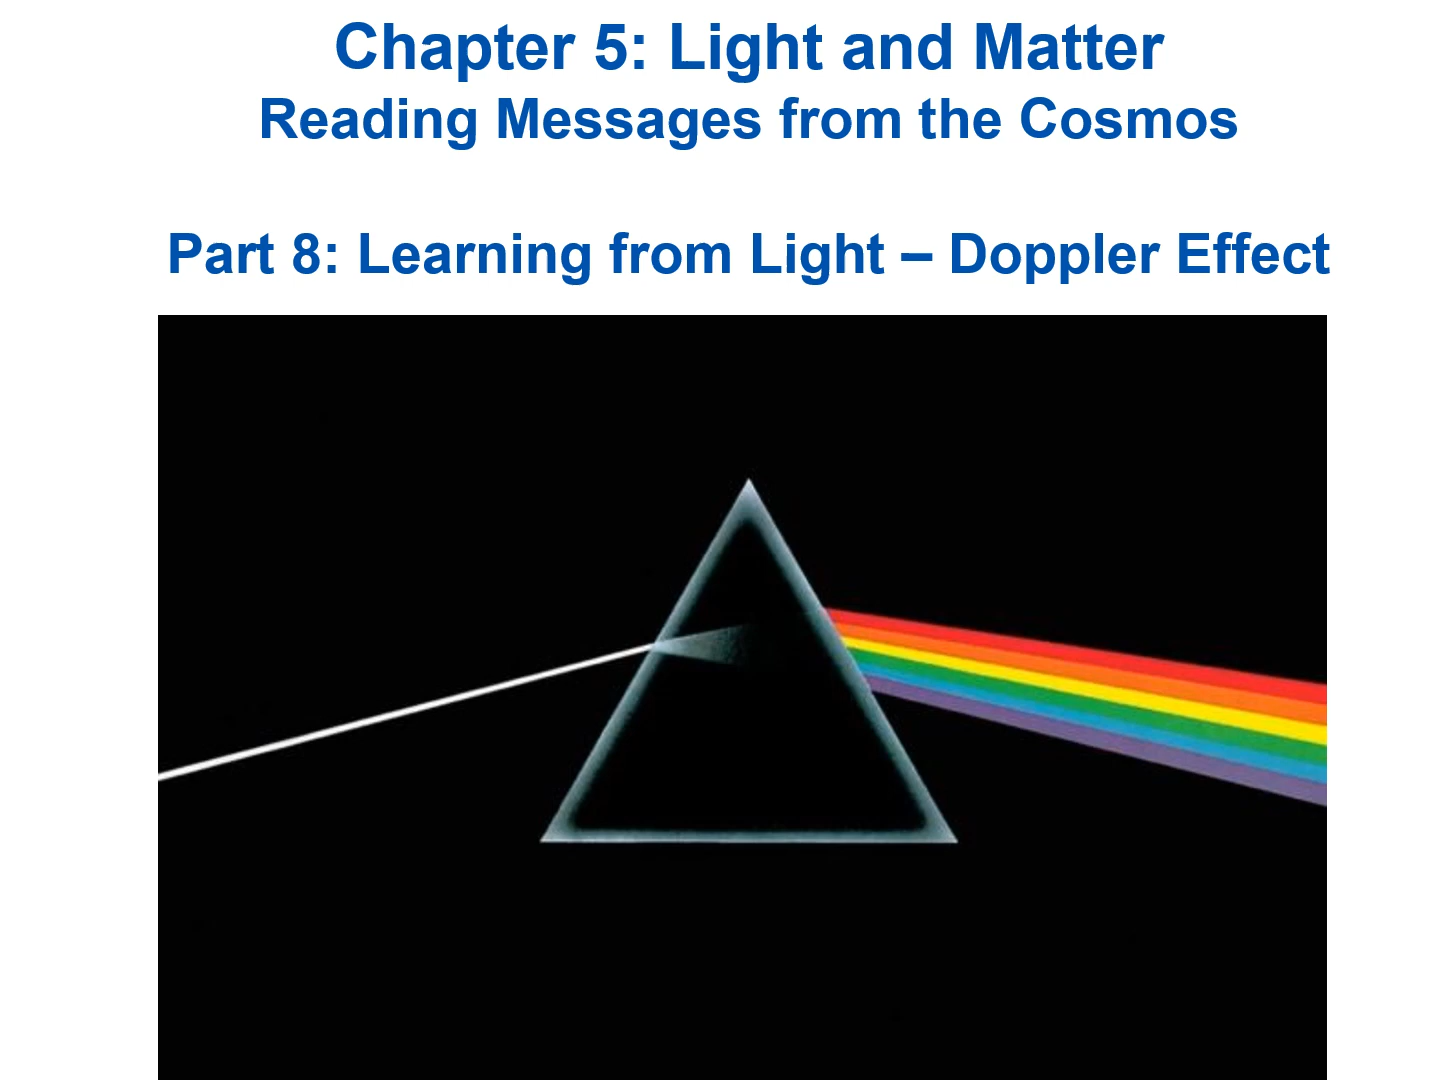 Chapter 5: Light and Matter
Reading Messages from the Cosmos
Part 8: Learning from Light – Doppler Effect